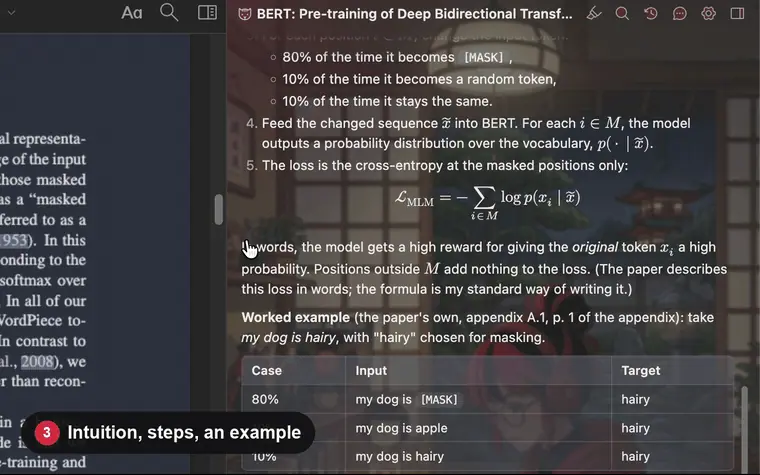 Aa
BERT: Pre-training of Deep Bidirectional Transf...
80% of the time it becomes [MASK],
10% of the time it becomes a random token,
10% of the time it stays the same.
4. Feed the changed sequence x̃ into BERT. For each i ∈ M, the model
outputs a probability distribution over the vocabulary, p(· | x̃).
5. The loss is the cross-entropy at the masked positions only:
ℒ_MLM = − ∑_{i∈M} log p(x_i | x̃)
words, the model gets a high reward for giving the original token x_i a high
probability. Positions outside M add nothing to the loss. (The paper describes
this loss in words; the formula is my standard way of writing it.)
Worked example (the paper's own, appendix A.1, p. 1 of the appendix): take
my dog is hairy, with "hairy" chosen for masking.
Case Input Target
80% my dog is [MASK] hairy
my dog is apple hairy
10% my dog is hairy hairy
al representa-
ge of the input
those masked
as a “masked
ferred to as a
1953). In this
onding to the
softmax over
In all of our
WordPiece to-
In contrast to
al., 2008), we
er than recon-
e-training and
3 Intuition, steps, an example